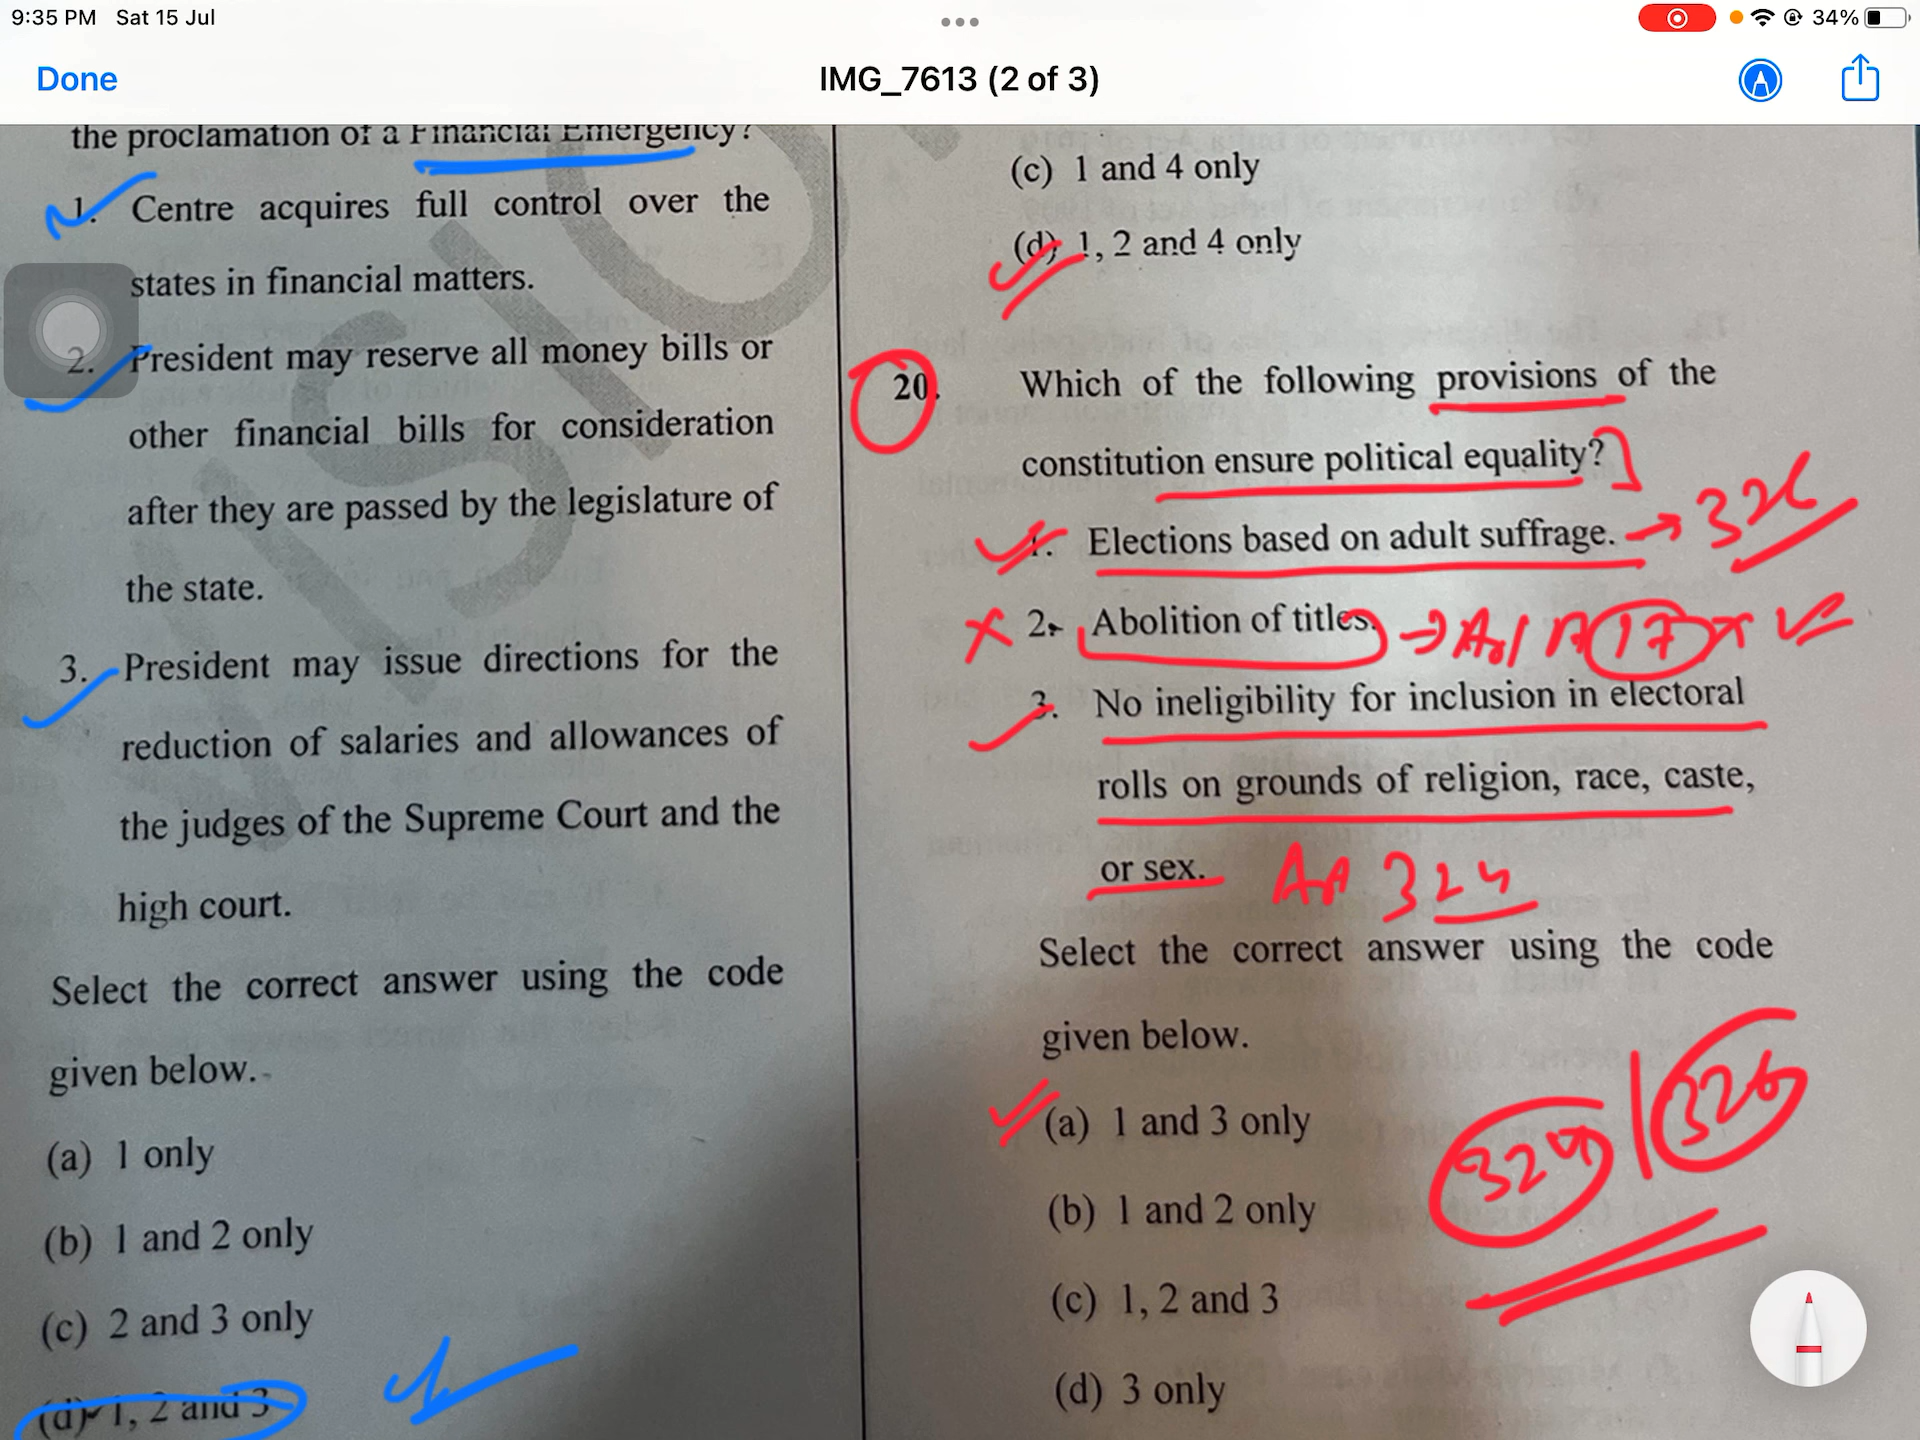 9:35 PM Sat 15 Jul
34%
Done
IMG_7613 (2 of 3)
the proclamation of a Financial Emergency?
1. Centre acquires full control over the
states in financial matters.
2. President may reserve all money bills or
other financial bills for consideration
after they are passed by the legislature of
the state.
3. President may issue directions for the
reduction of salaries and allowances of
the judges of the Supreme Court and the
high court.
Select the correct answer using the code
given below.
(a) 1 only
(b) 1 and 2 only
(c) 2 and 3 only
(d) 1, 2 and 3
(c) 1 and 4 only
(d) 1, 2 and 4 only
20. Which of the following provisions of the
constitution ensure political equality?
1. Elections based on adult suffrage. → 326
2. Abolition of titles. → 17
3. No ineligibility for inclusion in electoral
rolls on grounds of religion, race, caste,
or sex.
Select the correct answer using the code
given below.
(a) 1 and 3 only
326
(b) 1 and 2 only
(c) 1, 2 and 3
(d) 3 only